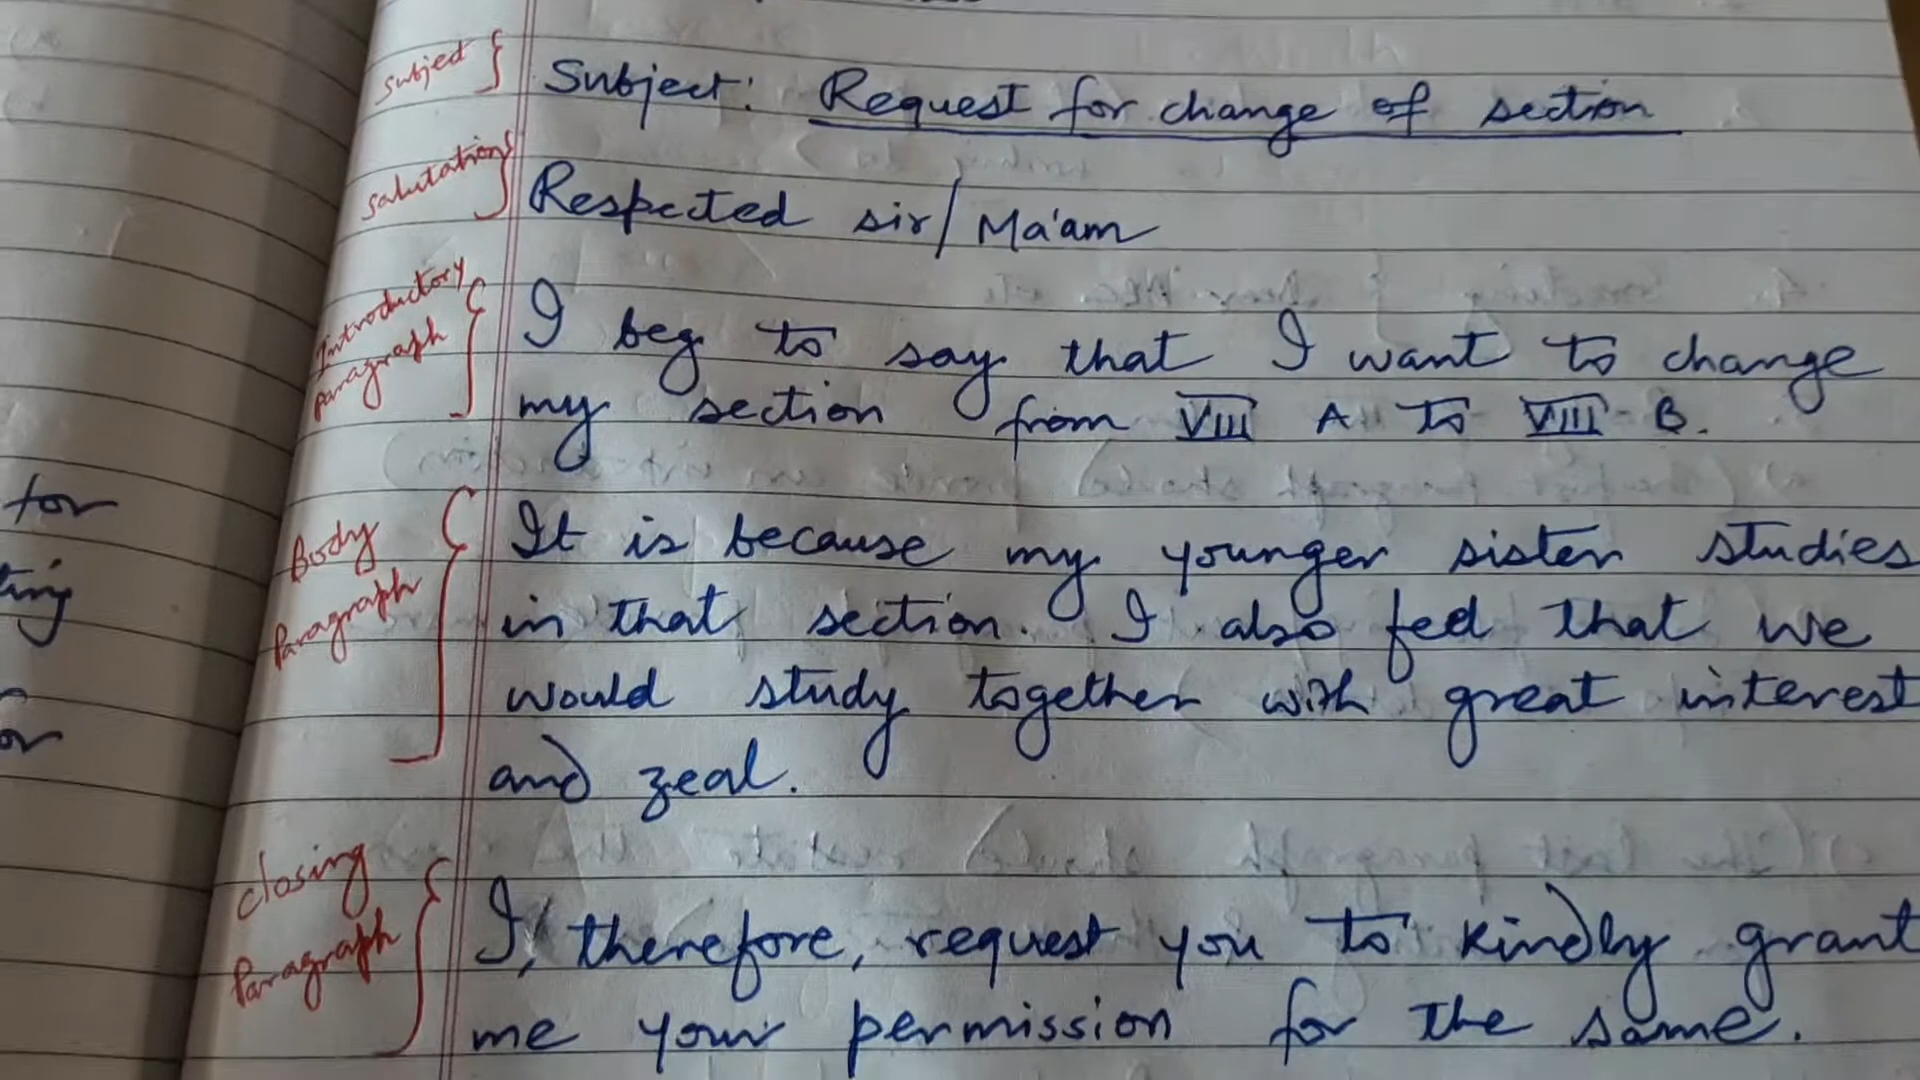 subject
Subject: Request for change of section
salutation
Respected sir/Ma'am
Introductory
paragraph
I beg to say that I want to change
my section from VIII A to VIII B.
Body
Paragraph
It is because my younger sister studies
in that section. I also feel that we
would study together with great interest
and zeal.
closing
Paragraph
I, therefore, request you to kindly grant
me your permission for the same.
for
ting
or